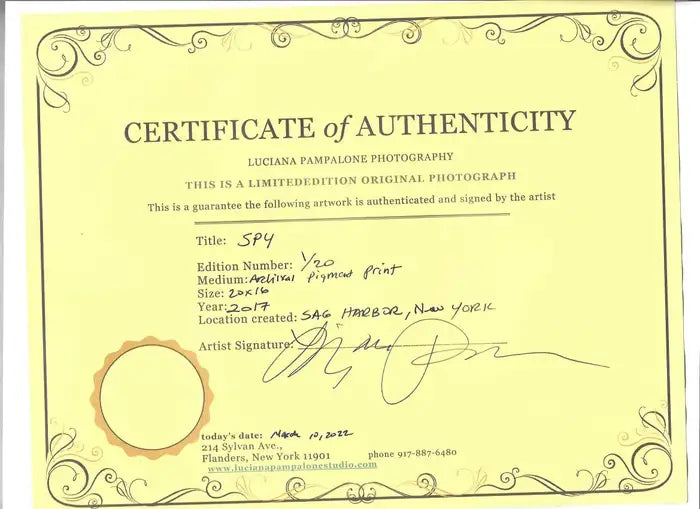 CERTIFICATE of AUTHENTICITY
LUCIANA PAMPALONE PHOTOGRAPHY
THIS IS A LIMITEDEDITION ORIGINAL PHOTOGRAPH
This is a guarantee the following artwork is authenticated and signed by the artist
Title: SPY
Edition Number: 1/20
Medium: Archival Pigment print
Size: 20x16
Year: 2017
Location created: SAG HARBOR, New YORK
Artist Signature:
today's date: March 10, 2022
214 Sylvan Ave.,
Flanders, New York 11901 phone 917-887-6480
www.lucianapampalonestudio.com